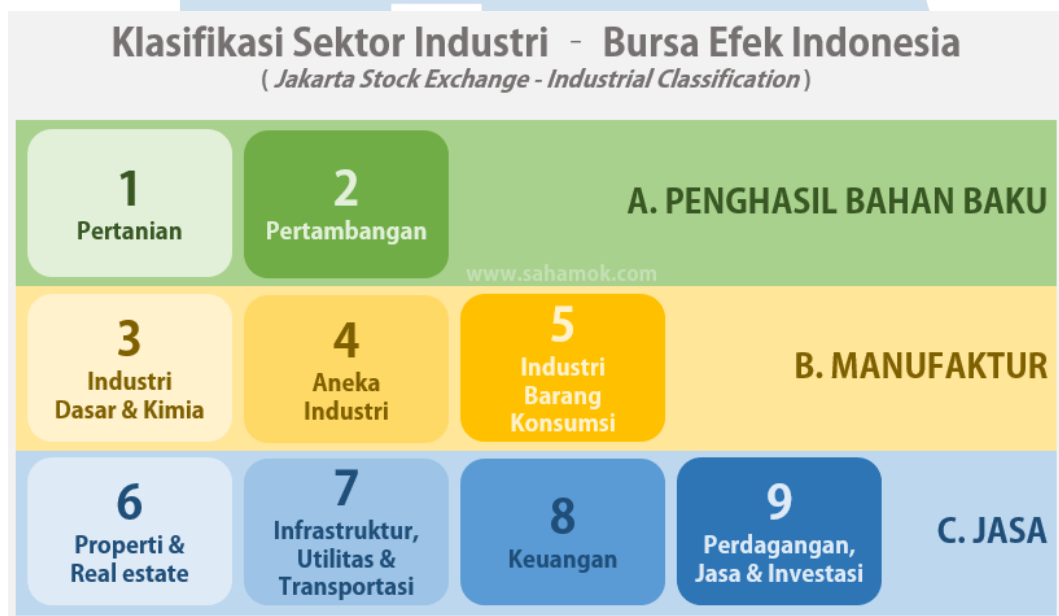 Klasifikasi Sektor Industri - Bursa Efek Indonesia
( Jakarta Stock Exchange - Industrial Classification )
1
Pertanian
2
Pertambangan
A. PENGHASIL BAHAN BAKU
www.sahamok.com
3
Industri
Dasar & Kimia
4
Aneka
Industri
5
Industri
Barang
Konsumsi
B. MANUFAKTUR
6
Properti &
Real estate
7
Infrastruktur,
Utilitas &
Transportasi
8
Keuangan
9
Perdagangan,
Jasa & Investasi
C. JASA